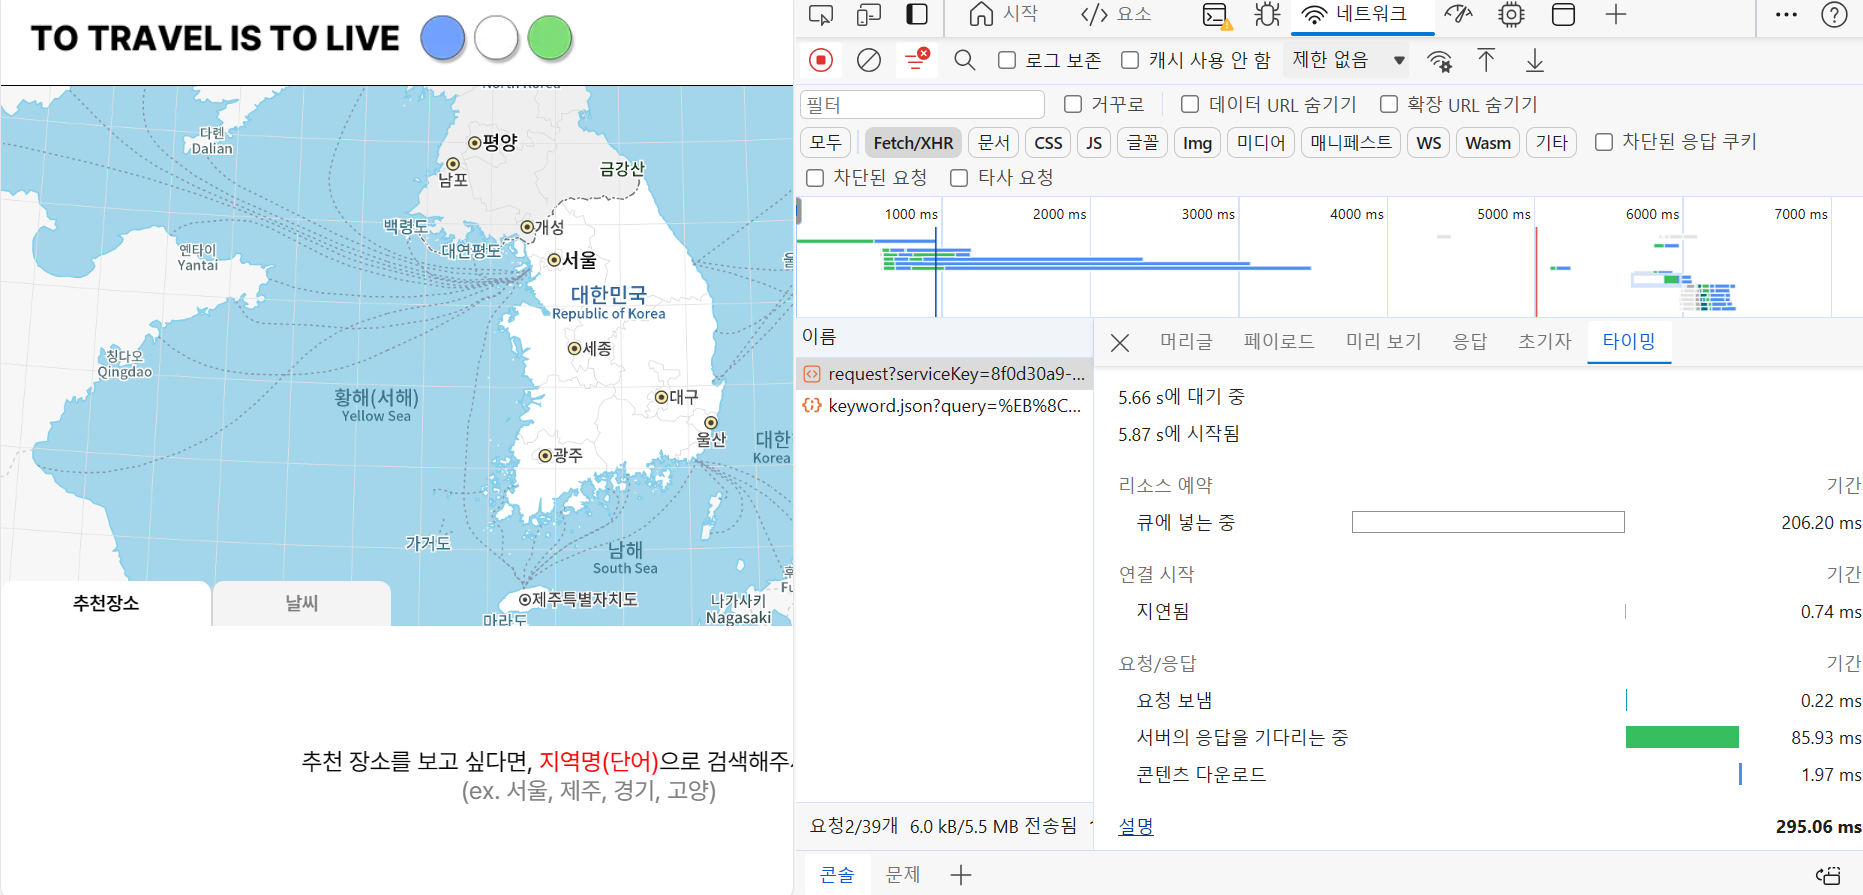 TO TRAVEL IS TO LIVE
North Korea
다롄
Dalian
평양
남포
금강산
백령도
개성
대연평도
옌타이
Yantai
서울
대한민국
Republic of Korea
세종
칭다오
Qingdao
황해(서해)
Yellow Sea
대구
울산
대한
Korea
광주
가거도
남해
South Sea
제주특별자치도
마라도
나가사키
Nagasaki
추천장소
날씨
추천 장소를 보고 싶다면, 지역명(단어)으로 검색해주
(ex. 서울, 제주, 경기, 고양)
시작
요소
네트워크
로그 보존
캐시 사용 안 함
제한 없음
필터
거꾸로
데이터 URL 숨기기
확장 URL 숨기기
모두
Fetch/XHR
문서
CSS
JS
글꼴
Img
미디어
매니페스트
WS
Wasm
기타
차단된 응답 쿠키
차단된 요청
타사 요청
1000 ms
2000 ms
3000 ms
4000 ms
5000 ms
6000 ms
7000 ms
이름
request?serviceKey=8f0d30a9-...
keyword.json?query=%EB%8C...
머리글
페이로드
미리 보기
응답
초기자
타이밍
5.66 s에 대기 중
5.87 s에 시작됨
리소스 예약 기간
큐에 넣는 중 206.20 ms
연결 시작 기간
지연됨 0.74 ms
요청/응답 기간
요청 보냄 0.22 ms
서버의 응답을 기다리는 중 85.93 ms
콘텐츠 다운로드 1.97 ms
설명 295.06 ms
요청2/39개 6.0 kB/5.5 MB 전송됨
콘솔
문제